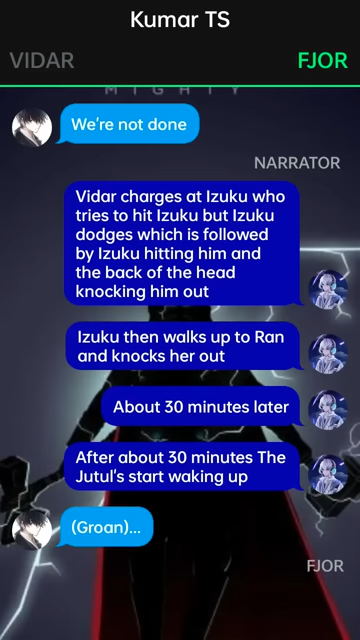 Kumar TS
VIDAR
FJOR
MIGHTY
We're not done
NARRATOR
Vidar charges at Izuku who
tries to hit Izuku but Izuku
dodges which is followed
by Izuku hitting him and
the back of the head
knocking him out
Izuku then walks up to Ran
and knocks her out
About 30 minutes later
After about 30 minutes The
Jutul's start waking up
(Groan)...
FJOR